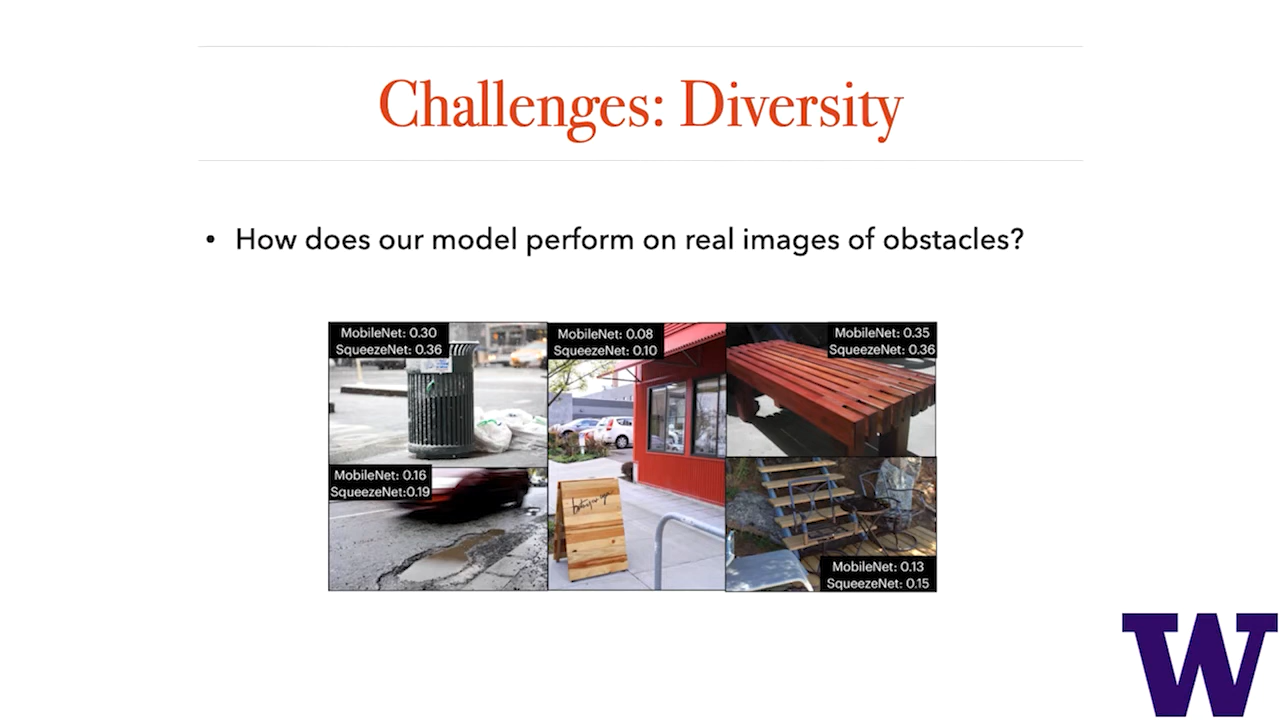 Challenges: Diversity
• How does our model perform on real images of obstacles?
MobileNet: 0.30
SqueezeNet: 0.36
MobileNet: 0.08
SqueezeNet: 0.10
MobileNet: 0.35
SqueezeNet: 0.36
MobileNet: 0.16
SqueezeNet:0.19
MobileNet: 0.13
SqueezeNet: 0.15
W